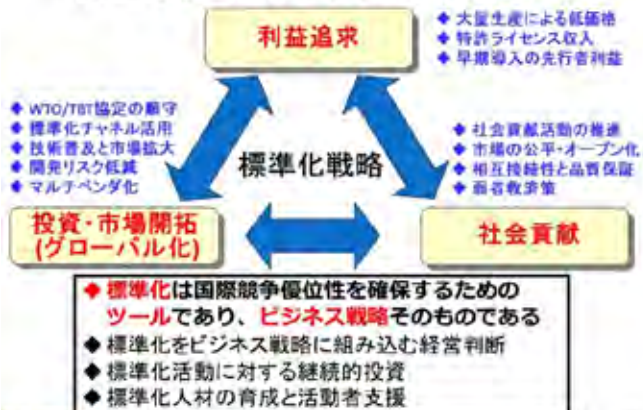 利益追求
◆ 大量生産による低価格
◆ 特許ライセンス収入
◆ 早期導入の先行者利益
◆ WTO/TBT協定の順守
◆ 標準化チャネル活用
◆ 技術普及と市場拡大
◆ 開発リスク低減
◆ マルチベンダ化
標準化戦略
◆ 社会貢献活動の推進
◆ 市場の公平・オープン化
◆ 相互接続性と品質保証
◆ 弱者救済策
投資・市場開拓
(グローバル化)
社会貢献
◆ 標準化は国際競争優位性を確保するための
ツールであり、ビジネス戦略そのものである
◆ 標準化をビジネス戦略に組み込む経営判断
◆ 標準化活動に対する継続的投資
◆ 標準化人材の育成と活動者支援